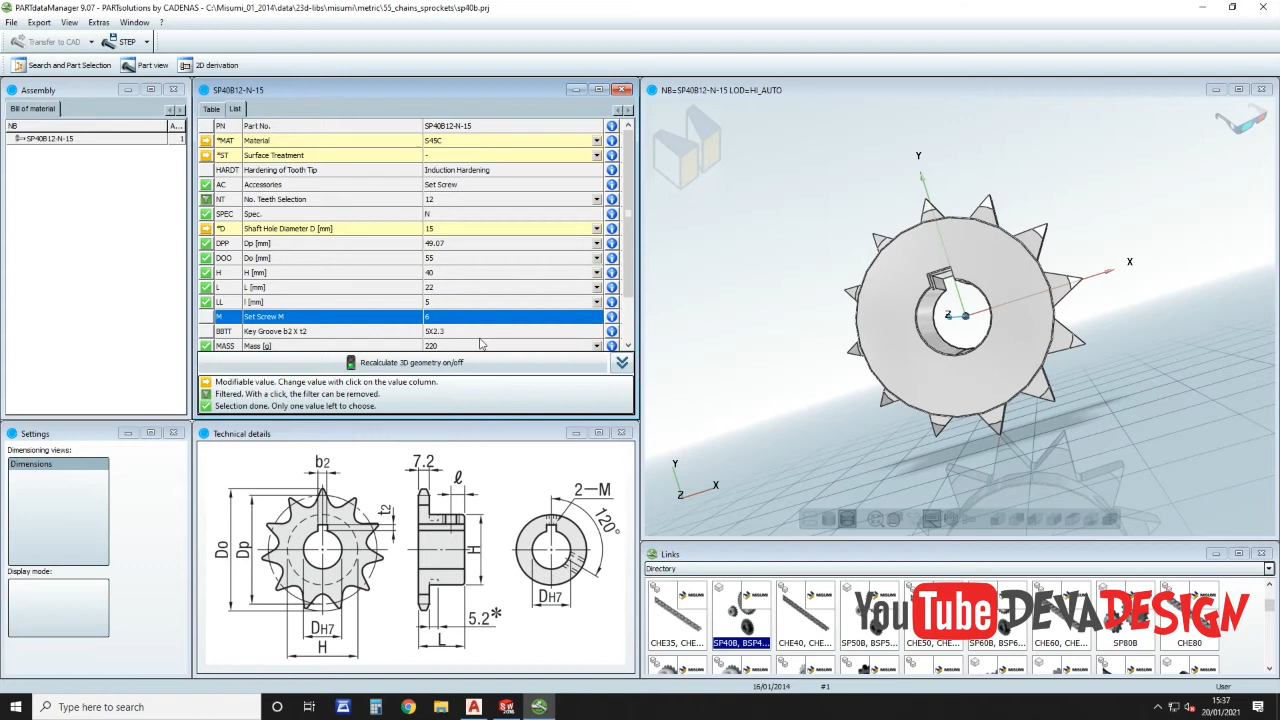 PARTdataManager 9.07 - PARTsolutions by CADENAS - C:\Misumi_01_2014\data\23d-libs\misumi\metric\55_chains_sprockets\sp40b.prj
File Export View Extras Window ?
Transfer to CAD STEP
Search and Part Selection Part view 2D derivation
Assembly
Bill of material
NB A...
SP40B12-N-15 1
SP40B12-N-15
Table List
PN Part No. SP40B12-N-15
*MAT Material S45C
*ST Surface Treatment -
HARDT Hardening of Tooth Tip Induction Hardening
AC Accessories Set Screw
NT No. Teeth Selection 12
SPEC Spec. N
*D Shaft Hole Diameter D [mm] 15
DPP Dp [mm] 49.07
DOO Do [mm] 55
H H [mm] 40
L L [mm] 22
LL l [mm] 5
M Set Screw M 6
BBTT Key Groove b2 X t2 5X2.3
MASS Mass [g] 220
Recalculate 3D geometry on/off
Modifiable value. Change value with click on the value column.
Filtered. With a click, the filter can be removed.
Selection done. Only one value left to choose.
NB=SP40B12-N-15 LOD=HI_AUTO
Y
X
Z
Y
X
Z
Settings
Dimensioning views:
Dimensions
Display mode:
Technical details
b2 7.2 ℓ 2—M
t2 120°
Do Dp H
DH7 5.2* DH7
H L
Links
Directory
MISUMI MISUMI MISUMI MISUMI MISUMI MISUMI MISUMI MISUMI
CHE35, CHE... SP40B, BSP4... CHE40, CHE... SP50B, BSP5... CHE50, CHE... SP60B, BSP6... CHE60, CHE... SP80B CHE80
YouTube DEVADESIGN
16/01/2014 #1 User
Type here to search
15:37
20/01/2021